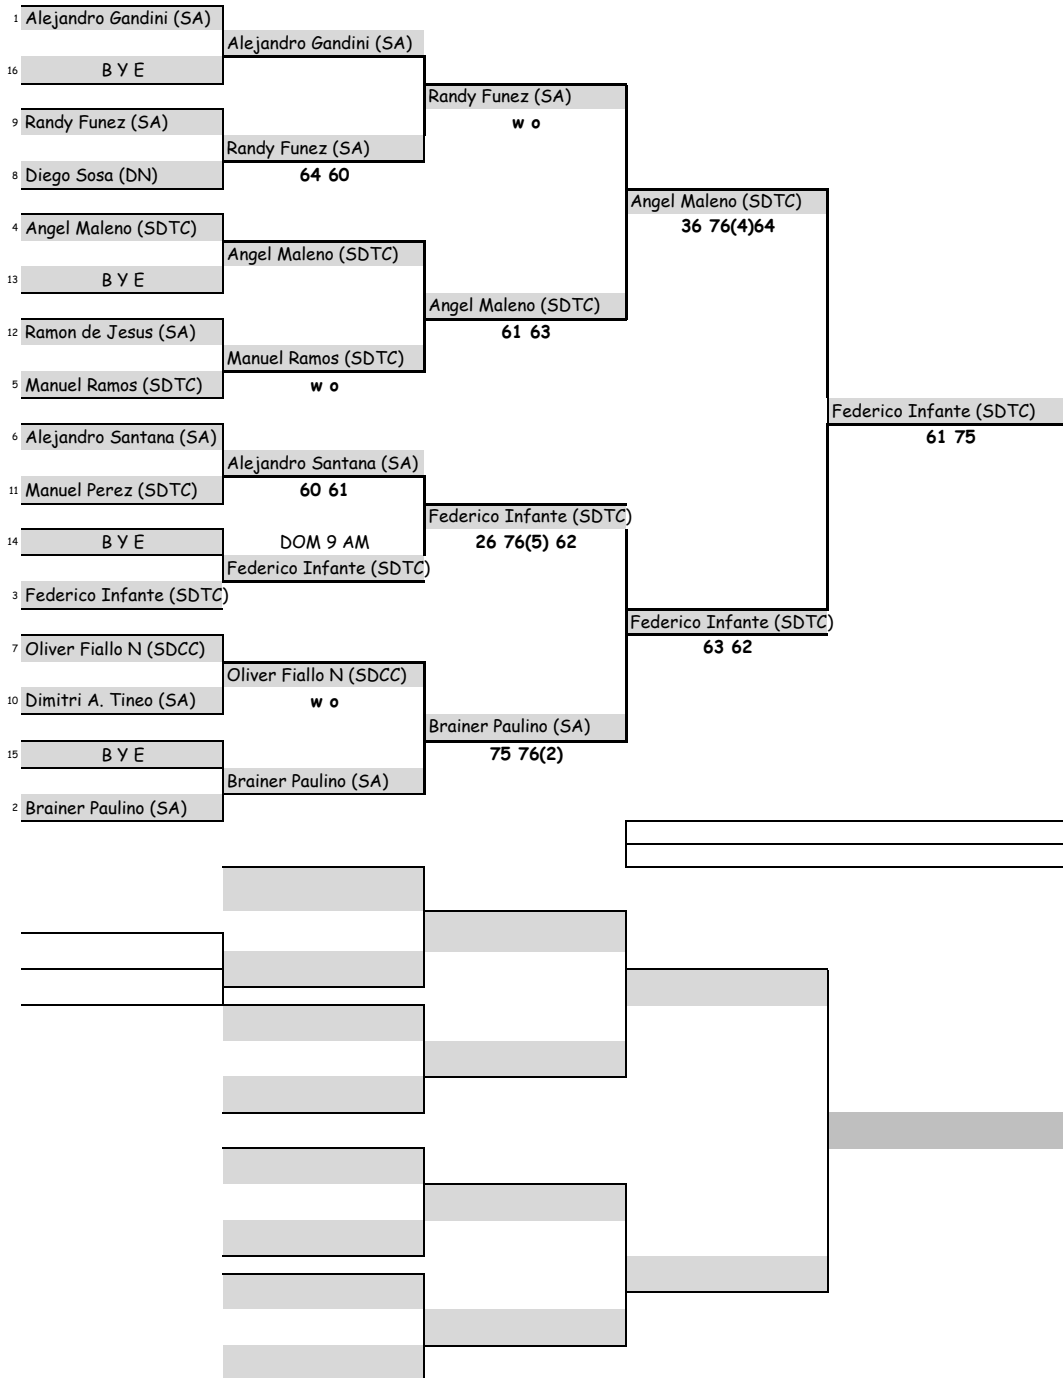 1 Alejandro Gandini (SA)
Alejandro Gandini (SA)
16 B Y E
Randy Funez (SA)
9 Randy Funez (SA)
w o
Randy Funez (SA)
8 Diego Sosa (DN)
64 60
Angel Maleno (SDTC)
4 Angel Maleno (SDTC)
36 76(4)64
Angel Maleno (SDTC)
13 B Y E
Angel Maleno (SDTC)
12 Ramon de Jesus (SA)
61 63
Manuel Ramos (SDTC)
5 Manuel Ramos (SDTC)
w o
Federico Infante (SDTC)
6 Alejandro Santana (SA)
61 75
Alejandro Santana (SA)
11 Manuel Perez (SDTC)
60 61
Federico Infante (SDTC)
14 B Y E
DOM 9 AM
26 76(5) 62
Federico Infante (SDTC)
3 Federico Infante (SDTC)
Federico Infante (SDTC)
7 Oliver Fiallo N (SDCC)
63 62
Oliver Fiallo N (SDCC)
10 Dimitri A. Tineo (SA)
w o
Brainer Paulino (SA)
15 B Y E
75 76(2)
Brainer Paulino (SA)
2 Brainer Paulino (SA)